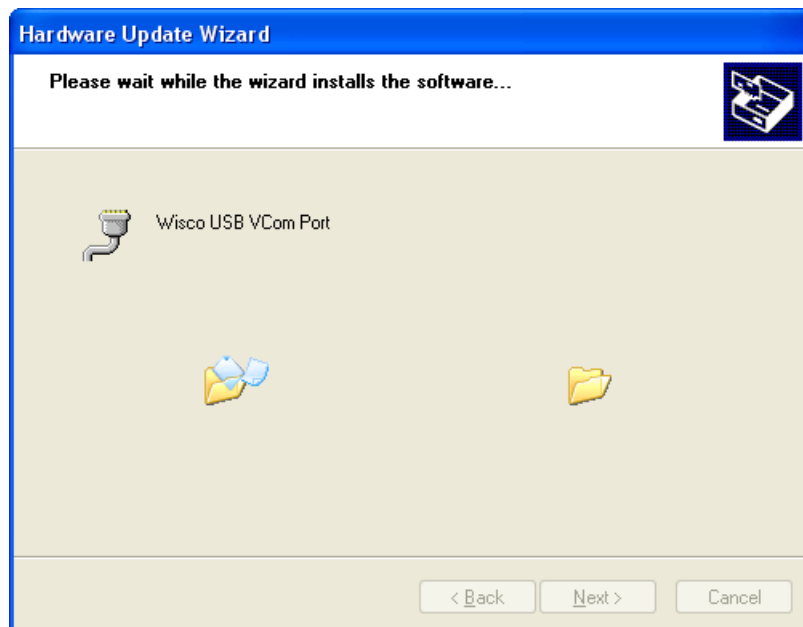 Hardware Update Wizard
Please wait while the wizard installs the software...
Wisco USB VCom Port
< Back
Next >
Cancel